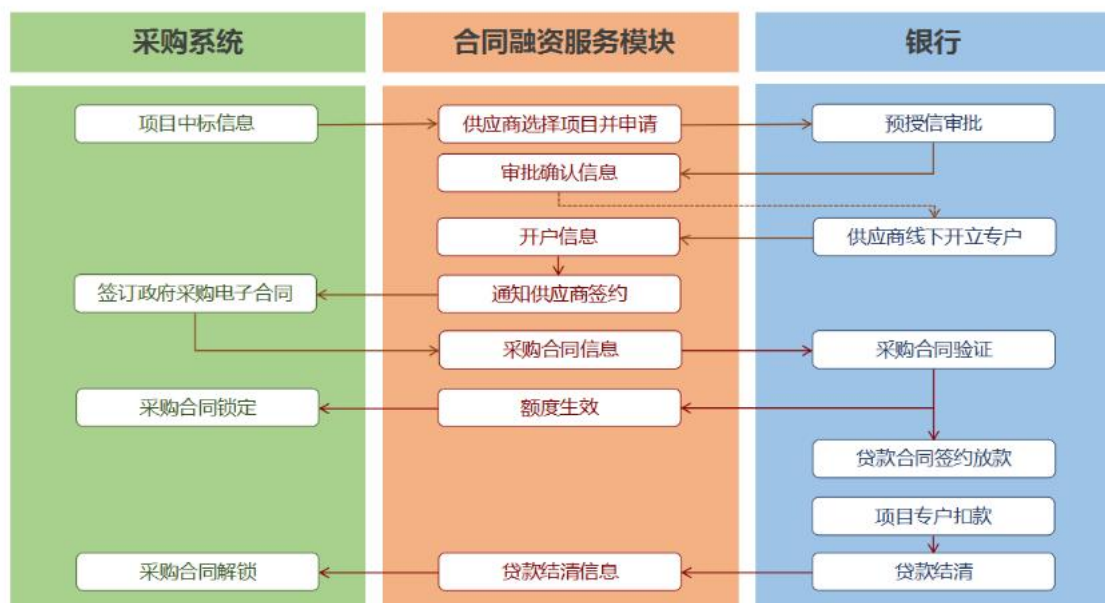 采购系统
合同融资服务模块
银行
项目中标信息
供应商选择项目并申请
预授信审批
审批确认信息
开户信息
供应商线下开立专户
签订政府采购电子合同
通知供应商签约
采购合同信息
采购合同验证
采购合同锁定
额度生效
贷款合同签约放款
项目专户扣款
采购合同解锁
贷款结清信息
贷款结清